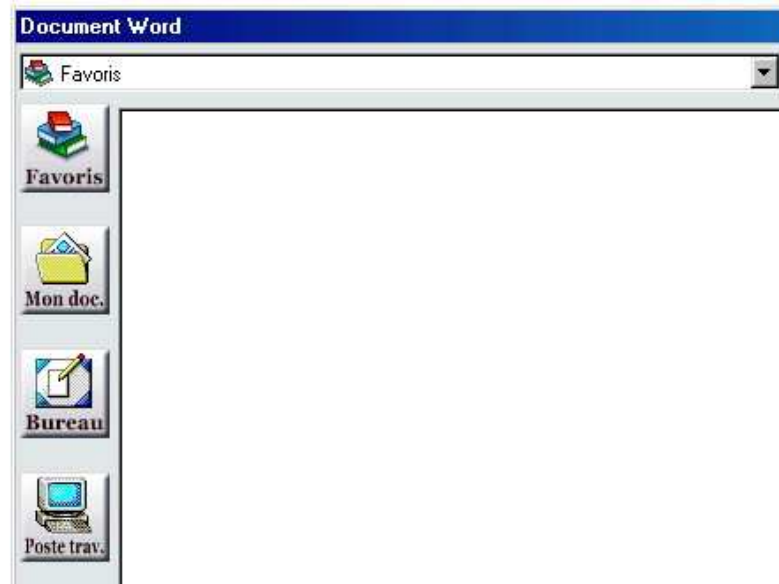 Document Word
Favoris
Favoris
Mon doc.
Bureau
Poste trav.